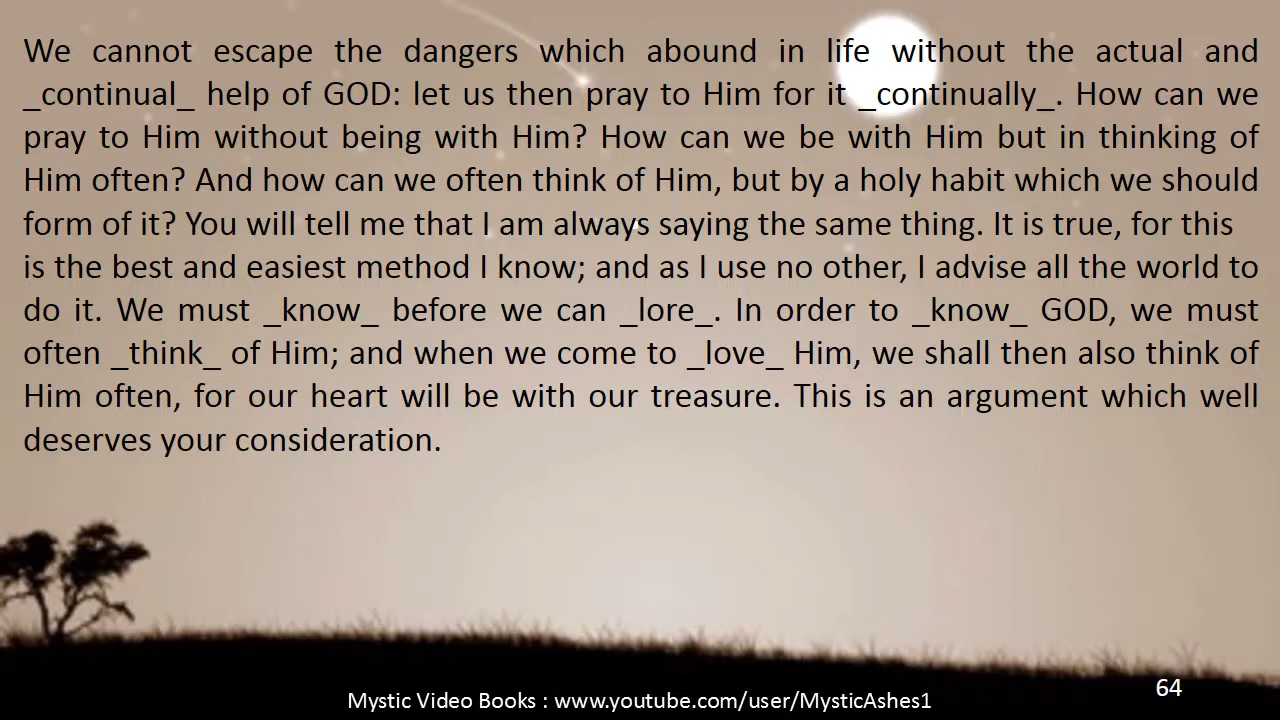 We cannot escape the dangers which abound in life without the actual and
_continual_ help of GOD: let us then pray to Him for it _continually_. How can we
pray to Him without being with Him? How can we be with Him but in thinking of
Him often? And how can we often think of Him, but by a holy habit which we should
form of it? You will tell me that I am always saying the same thing. It is true, for this
is the best and easiest method I know; and as I use no other, I advise all the world to
do it. We must _know_ before we can _lore_. In order to _know_ GOD, we must
often _think_ of Him; and when we come to _love_ Him, we shall then also think of
Him often, for our heart will be with our treasure. This is an argument which well
deserves your consideration.
64
Mystic Video Books : www.youtube.com/user/MysticAshes1